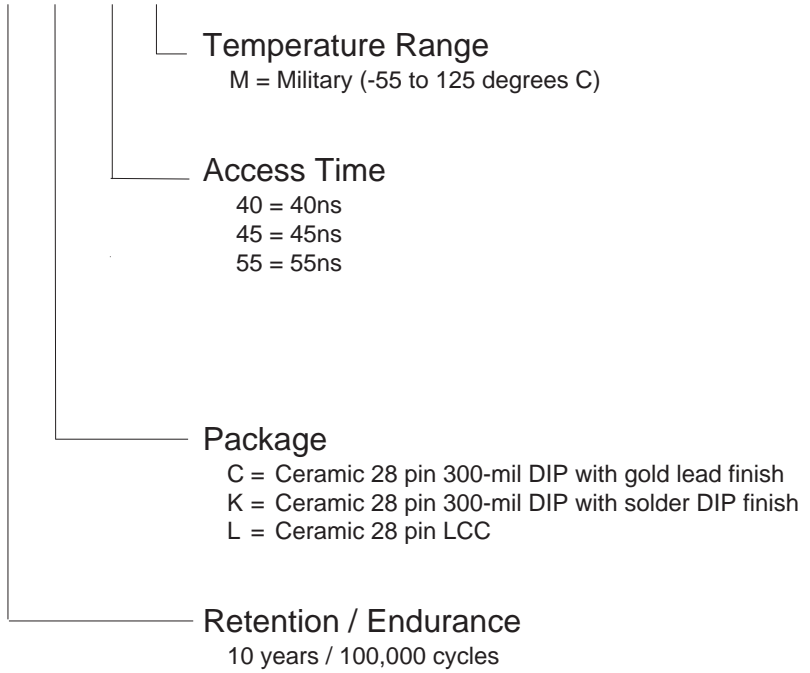 Temperature Range
M = Military (-55 to 125 degrees C)
Access Time
40 = 40ns
45 = 45ns
55 = 55ns
Package
C = Ceramic 28 pin 300-mil DIP with gold lead finish
K = Ceramic 28 pin 300-mil DIP with solder DIP finish
L = Ceramic 28 pin LCC
Retention / Endurance
10 years / 100,000 cycles